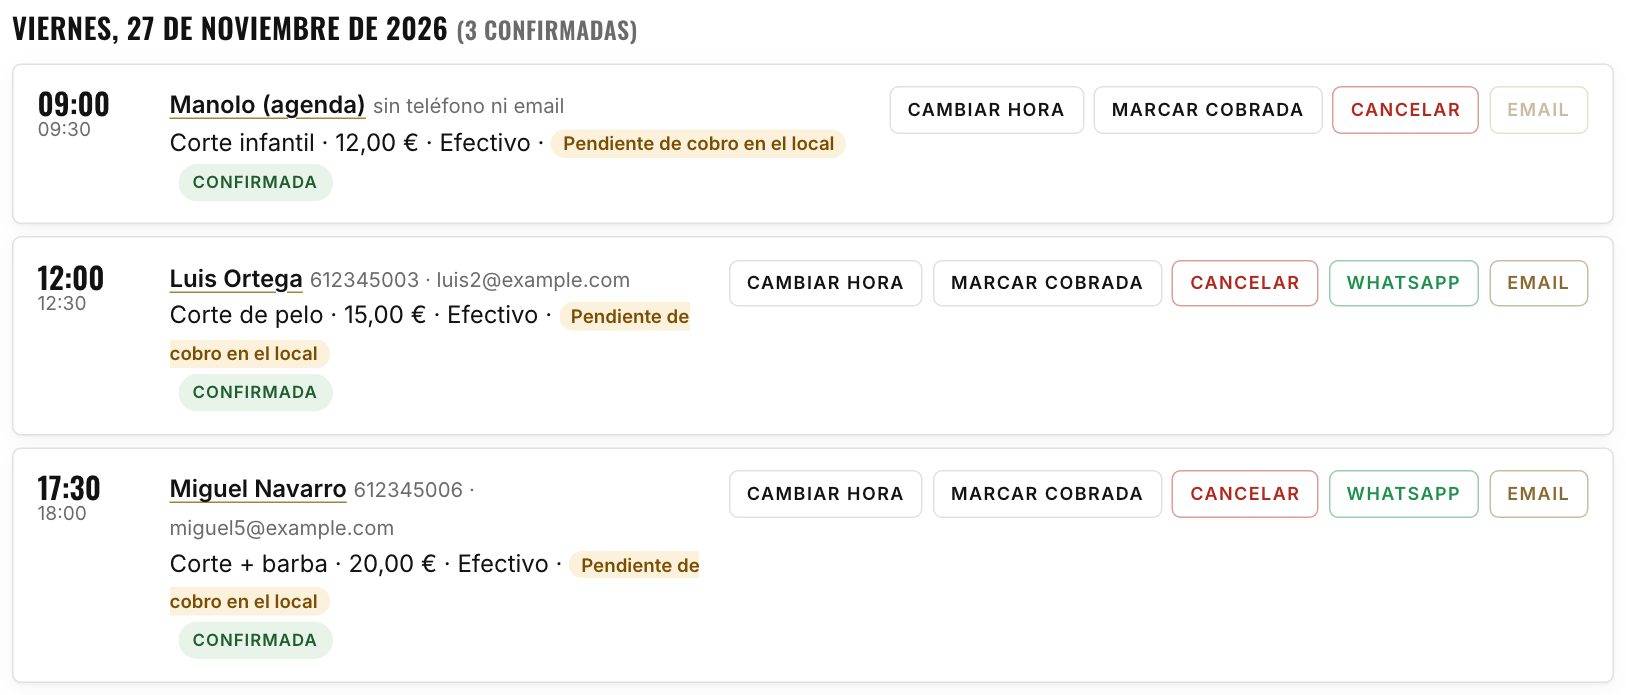 VIERNES, 27 DE NOVIEMBRE DE 2026 (3 CONFIRMADAS)
09:00
09:30
Manolo (agenda) sin teléfono ni email
Corte infantil · 12,00 € · Efectivo · Pendiente de cobro en el local
CONFIRMADA
CAMBIAR HORA MARCAR COBRADA CANCELAR EMAIL
12:00
12:30
Luis Ortega 612345003 · luis2@example.com
Corte de pelo · 15,00 € · Efectivo · Pendiente de
cobro en el local
CONFIRMADA
CAMBIAR HORA MARCAR COBRADA CANCELAR WHATSAPP EMAIL
17:30
18:00
Miguel Navarro 612345006 ·
miguel5@example.com
Corte + barba · 20,00 € · Efectivo · Pendiente de
cobro en el local
CONFIRMADA
CAMBIAR HORA MARCAR COBRADA CANCELAR WHATSAPP EMAIL